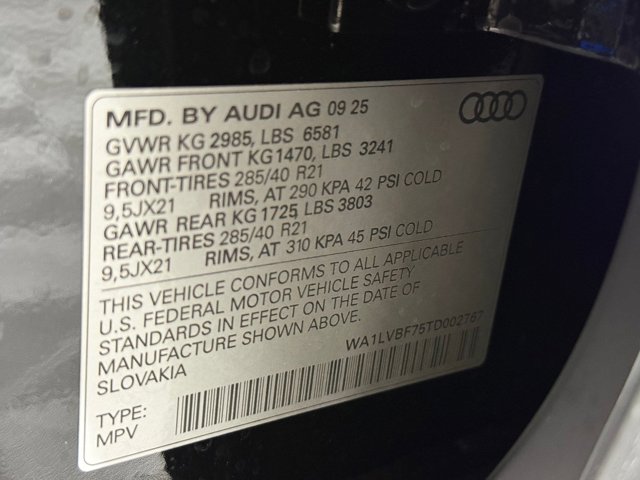 MFD. BY AUDI AG 09 25
GVWR KG 2985, LBS 6581
GAWR FRONT KG1470, LBS 3241
FRONT-TIRES 285/40 R21
9,5JX21 RIMS, AT 290 KPA 42 PSI COLD
GAWR REAR KG 1725, LBS 3803
REAR-TIRES 285/40 R21
9,5JX21 RIMS, AT 310 KPA 45 PSI COLD
THIS VEHICLE CONFORMS TO ALL APPLICABLE
U.S. FEDERAL MOTOR VEHICLE SAFETY
STANDARDS IN EFFECT ON THE DATE OF
MANUFACTURE SHOWN ABOVE.
SLOVAKIA
WA1LVBF75TD002767
TYPE:
MPV